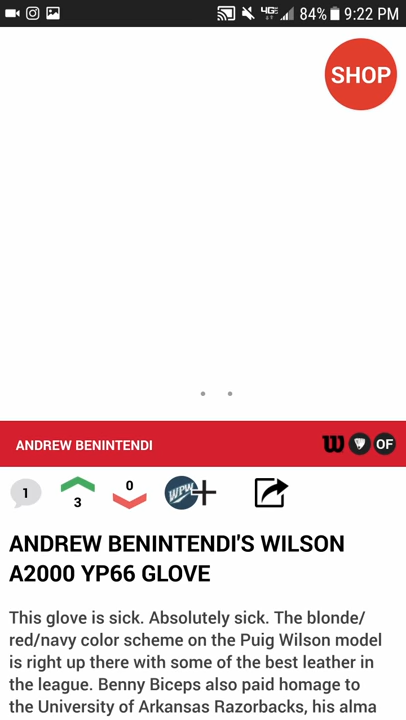 4GE 84% 9:22 PM
SHOP
ANDREW BENINTENDI
W OF
1
3
0
WPW
ANDREW BENINTENDI'S WILSON
A2000 YP66 GLOVE
This glove is sick. Absolutely sick. The blonde/
red/navy color scheme on the Puig Wilson model
is right up there with some of the best leather in
the league. Benny Biceps also paid homage to
the University of Arkansas Razorbacks, his alma